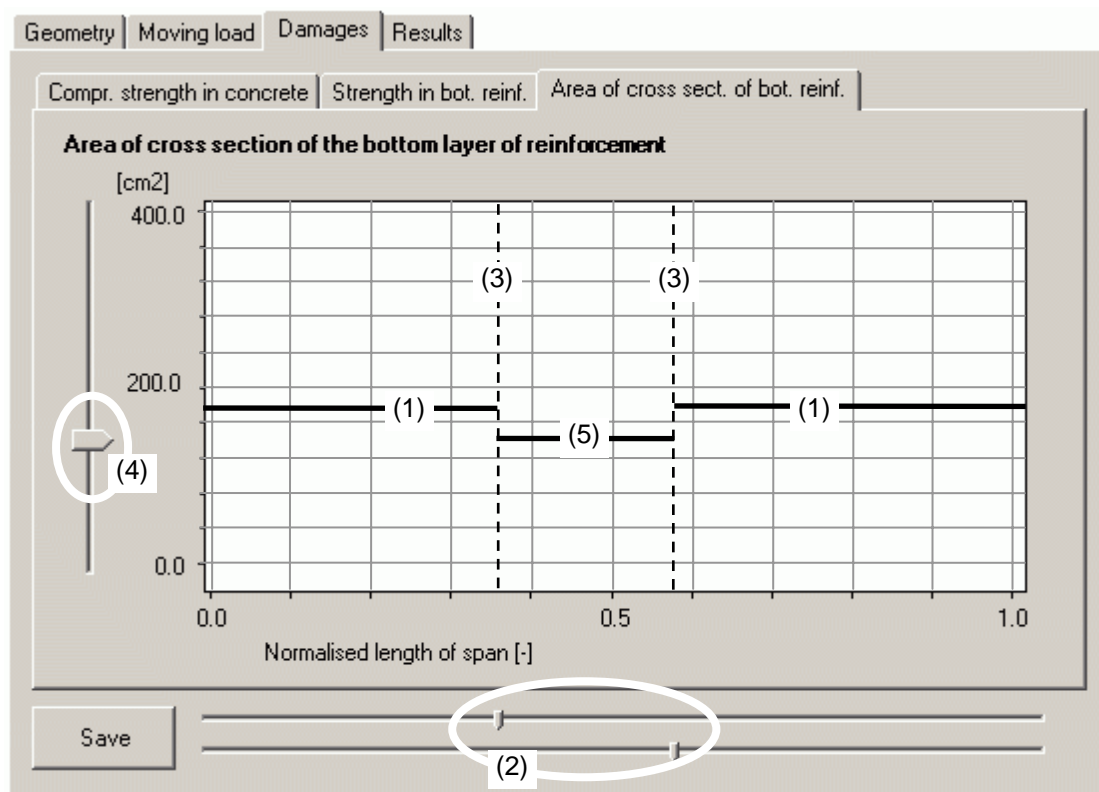 Geometry Moving load Damages Results
Compr. strength in concrete Strength in bot. reinf. Area of cross sect. of bot. reinf.
Area of cross section of the bottom layer of reinforcement
[cm2]
400.0
(3) (3)
200.0
(1) (1)
(5)
(4)
0.0
0.0 0.5 1.0
Normalised length of span [-]
Save
(2)